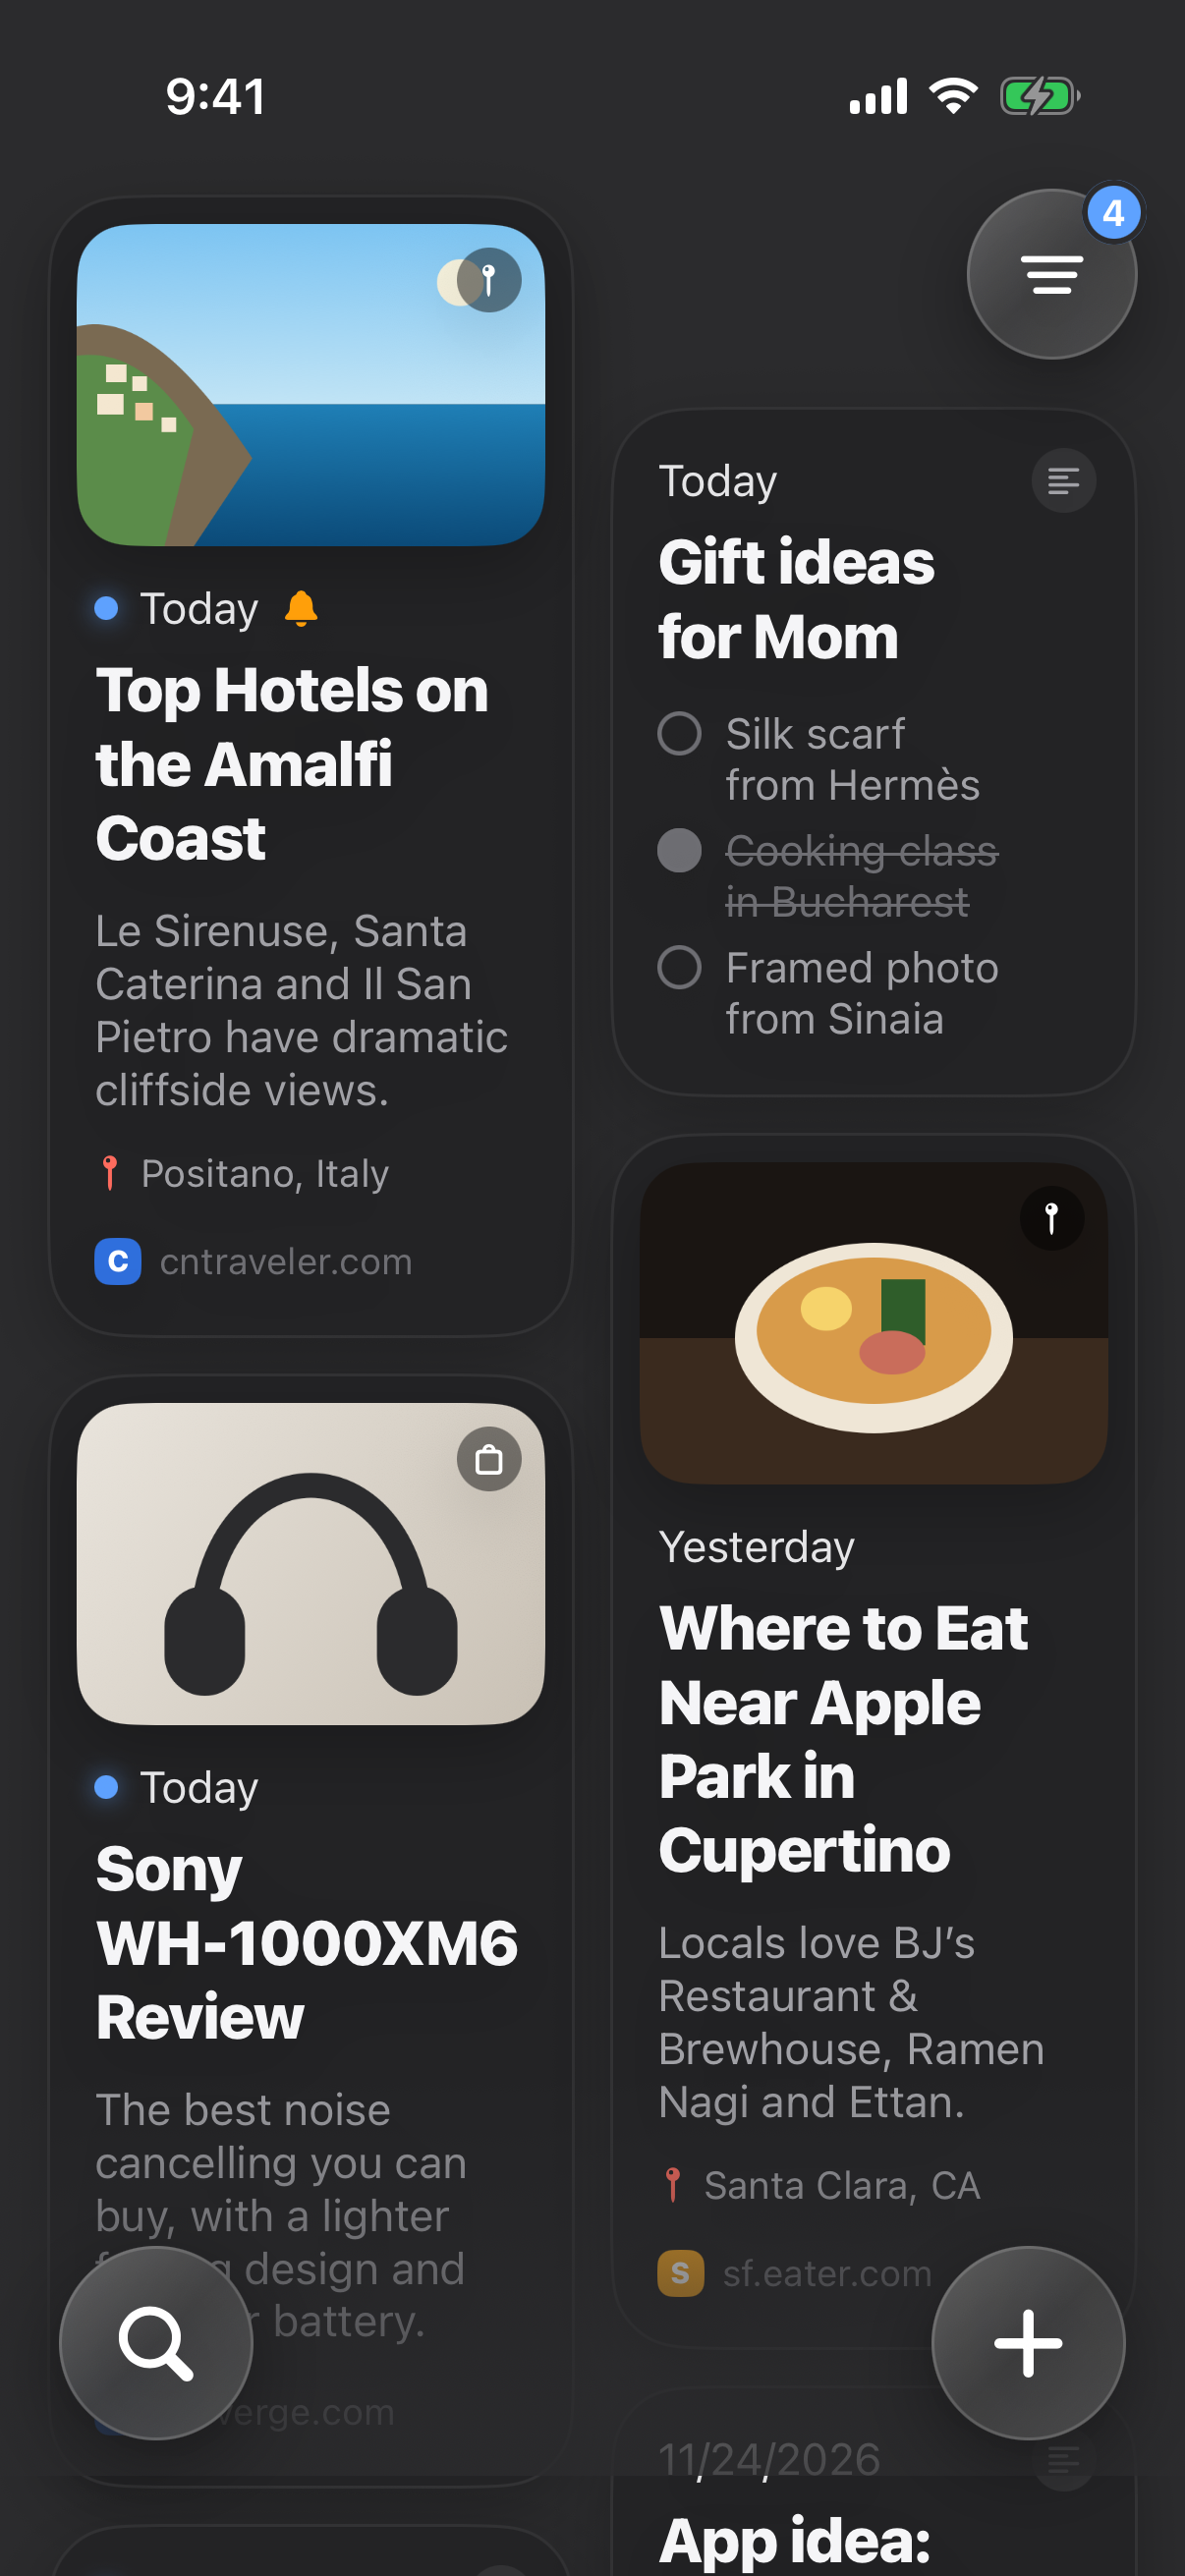 9:41
4
Today
Top Hotels on
the Amalfi
Coast
Le Sirenuse, Santa
Caterina and Il San
Pietro have dramatic
cliffside views.
Positano, Italy
C cntraveler.com
Today
Sony
WH-1000XM6
Review
The best noise
cancelling you can
buy, with a lighter
design and
battery.
verge.com
Today
Gift ideas
for Mom
Silk scarf
from Hermès
Cooking class
in Bucharest
Framed photo
from Sinaia
Yesterday
Where to Eat
Near Apple
Park in
Cupertino
Locals love BJ’s
Restaurant &
Brewhouse, Ramen
Nagi and Ettan.
Santa Clara, CA
S sf.eater.com
11/24/2026
App idea: